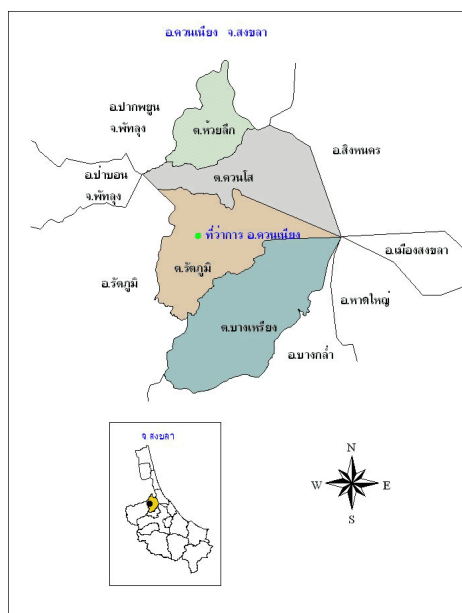 อ.ควนเนียง จ.สงขลา
อ.ปากพยูน
จ.พัทลุง
ต.ห้วยลึก
อ.สิงหนคร
อ.ป่าบอน
จ.พัทลุง
ต.ควนโส
ที่ว่าการ อ.ควนเนียง
อ.เมืองสงขลา
ต.รัตภูมิ
อ.รัตภูมิ
อ.หาดใหญ่
ต.บางเหรียง
อ.บางกล่ำ
จ.สงขลา
N
W
E
S